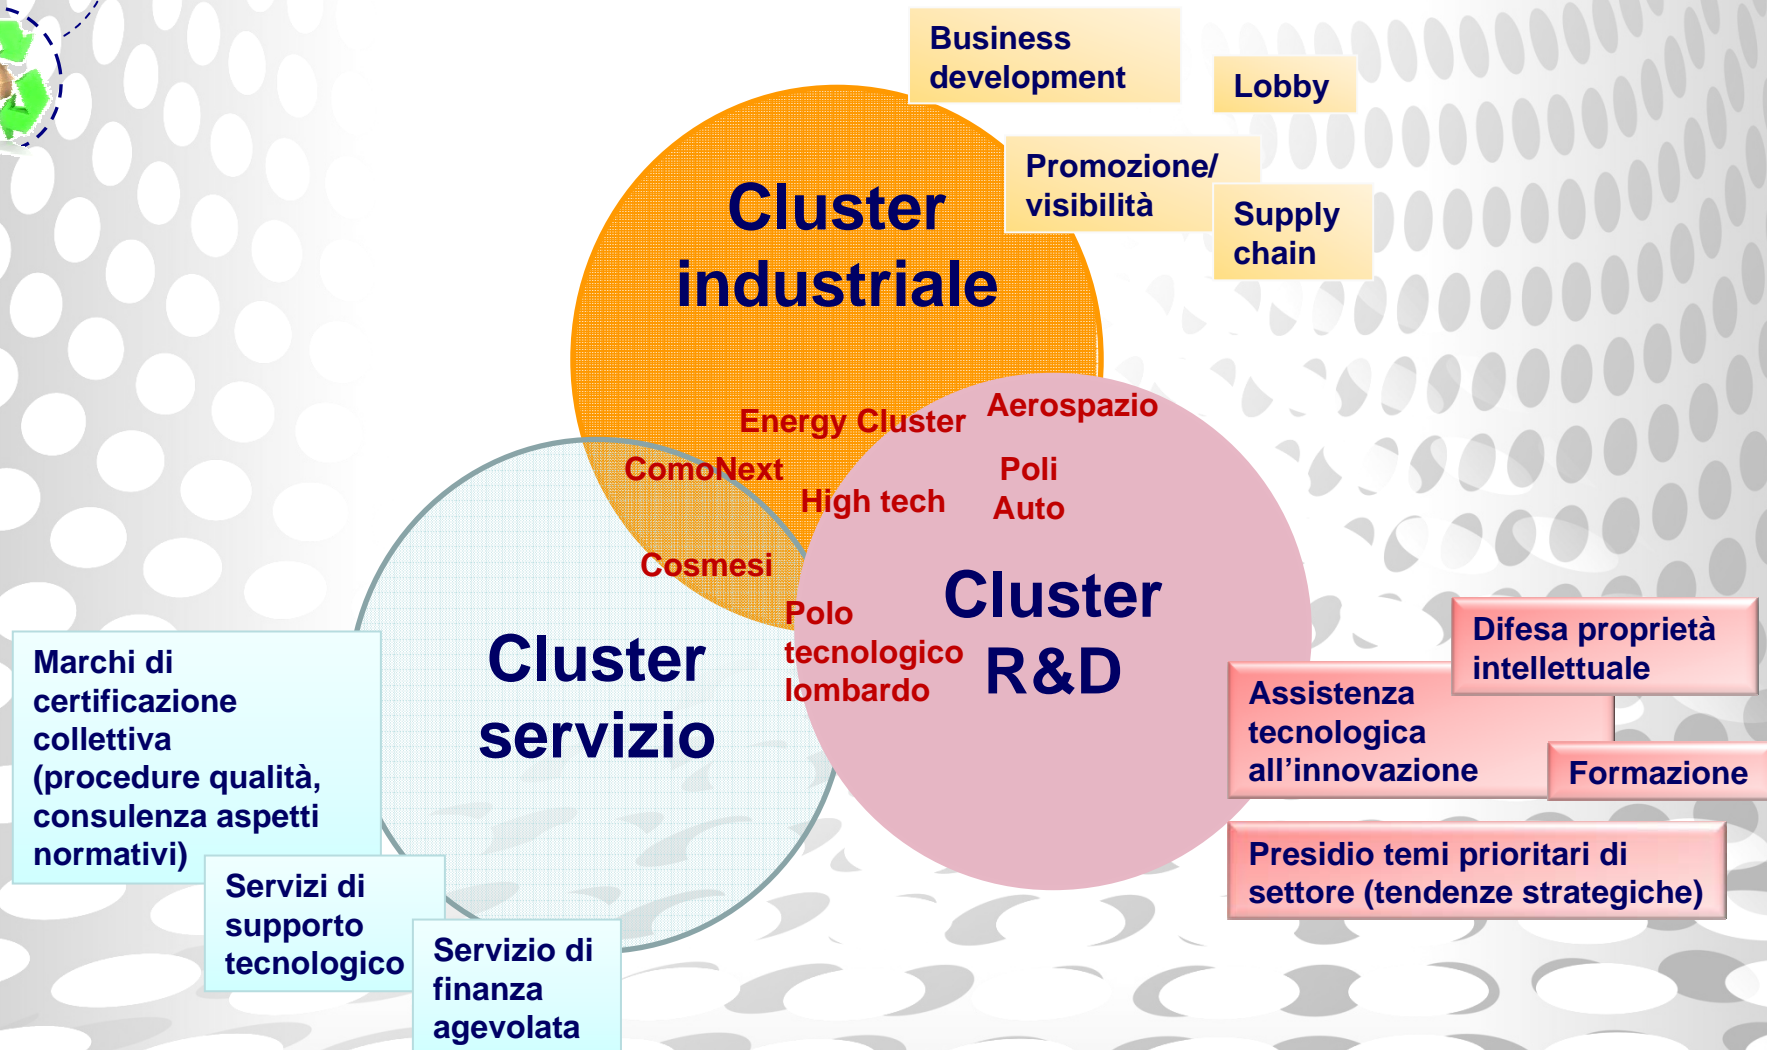 Business
development
Lobby
Promozione/
visibilità
Supply
chain
Cluster
industriale
Energy Cluster
Aerospazio
ComoNext
High tech
Poli
Auto
Cosmesi
Polo
tecnologico
lombardo
Cluster
R&D
Cluster
servizio
Difesa proprietà
intellettuale
Assistenza
tecnologica
all’innovazione
Formazione
Presidio temi prioritari di
settore (tendenze strategiche)
Marchi di
certificazione
collettiva
(procedure qualità,
consulenza aspetti
normativi)
Servizi di
supporto
tecnologico
Servizio di
finanza
agevolata